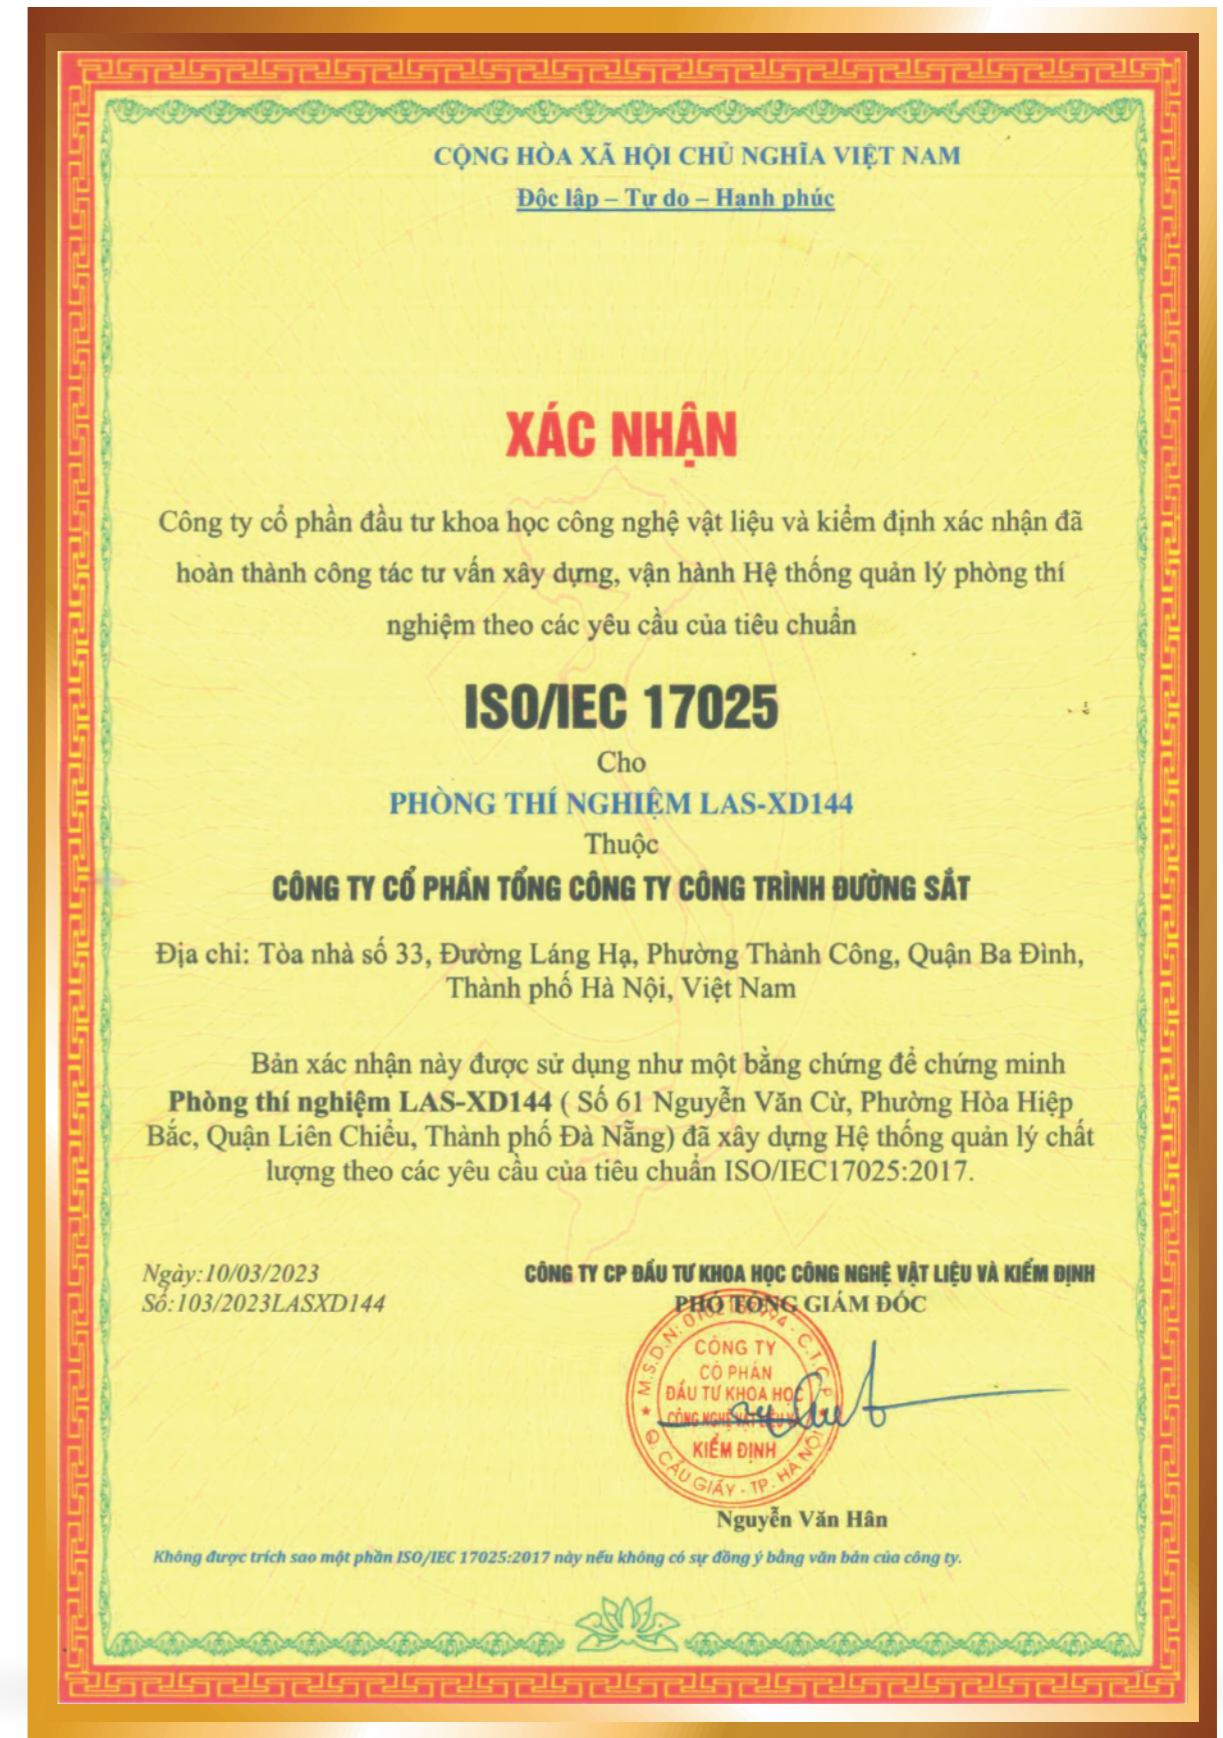 CỘNG HÒA XÃ HỘI CHỦ NGHĨA VIỆT NAM
Độc lập – Tự do – Hạnh phúc
XÁC NHẬN
Công ty cổ phần đầu tư khoa học công nghệ vật liệu và kiểm định xác nhận đã
hoàn thành công tác tư vấn xây dựng, vận hành Hệ thống quản lý phòng thí
nghiệm theo các yêu cầu của tiêu chuẩn
ISO/IEC 17025
Cho
PHÒNG THÍ NGHIỆM LAS-XD144
Thuộc
CÔNG TY CỔ PHẦN TỔNG CÔNG TY CÔNG TRÌNH ĐƯỜNG SẮT
Địa chỉ: Tòa nhà số 33, Đường Láng Hạ, Phường Thành Công, Quận Ba Đình,
Thành phố Hà Nội, Việt Nam
Bản xác nhận này được sử dụng như một bằng chứng để chứng minh
Phòng thí nghiệm LAS-XD144 ( Số 61 Nguyễn Văn Cừ, Phường Hòa Hiệp
Bắc, Quận Liên Chiểu, Thành phố Đà Nẵng) đã xây dựng Hệ thống quản lý chất
lượng theo các yêu cầu của tiêu chuẩn ISO/IEC17025:2017.
Ngày:10/03/2023
Số:103/2023LASXD144
CÔNG TY CP ĐẦU TƯ KHOA HỌC CÔNG NGHỆ VẬT LIỆU VÀ KIỂM ĐỊNH
PHÓ TỔNG GIÁM ĐỐC
M.S.D.N: C.T.C.P
CÔNG TY
CỔ PHẦN
ĐẦU TƯ KHOA HỌC
CÔNG NGHỆ VẬT LIỆU
KIỂM ĐỊNH
Q. CẦU GIẤY - TP. HÀ NỘI
Nguyễn Văn Hân
Không được trích sao một phần ISO/IEC 17025:2017 này nếu không có sự đồng ý bằng văn bản của công ty.